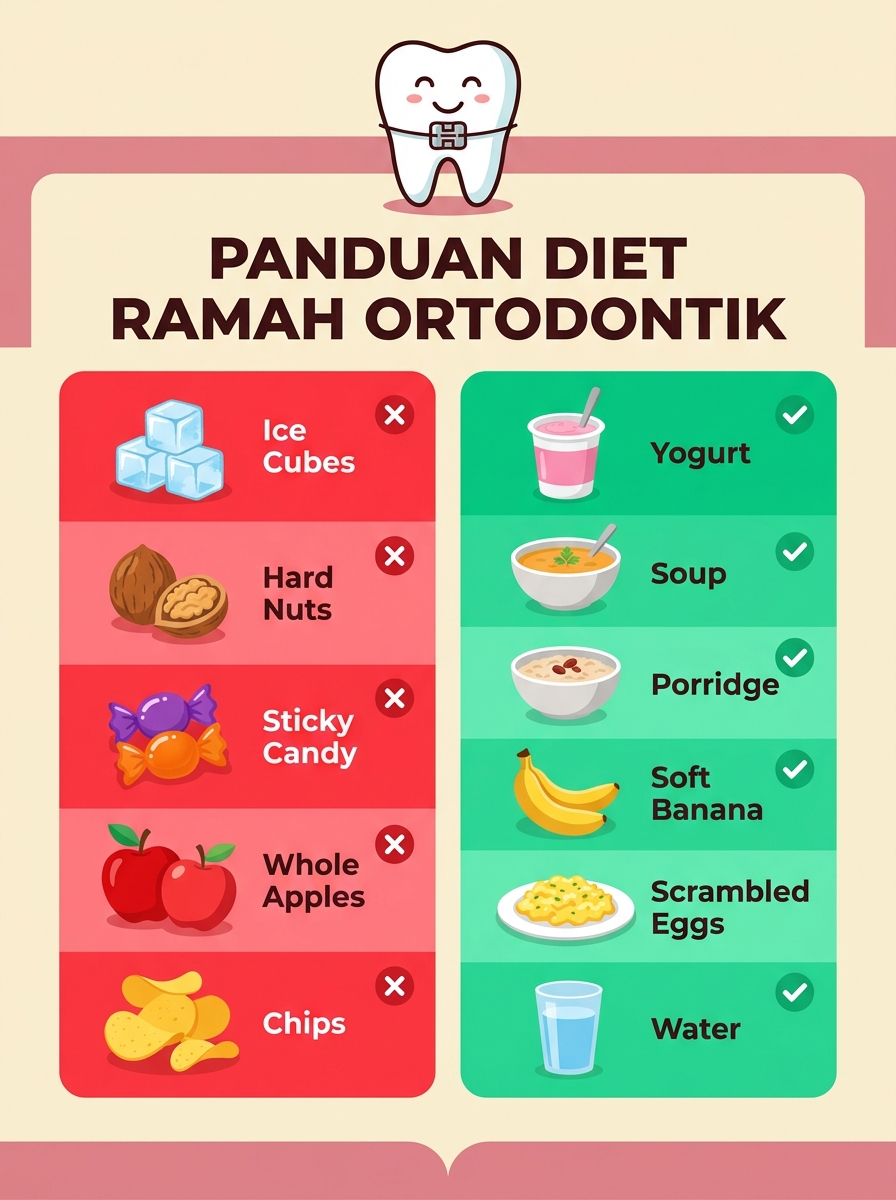 PANDUAN DIET
RAMAH ORTODONTIK
Ice
Cubes
Hard
Nuts
Sticky
Candy
Whole
Apples
Chips
Yogurt
Soup
Porridge
Soft
Banana
Scrambled
Eggs
Water